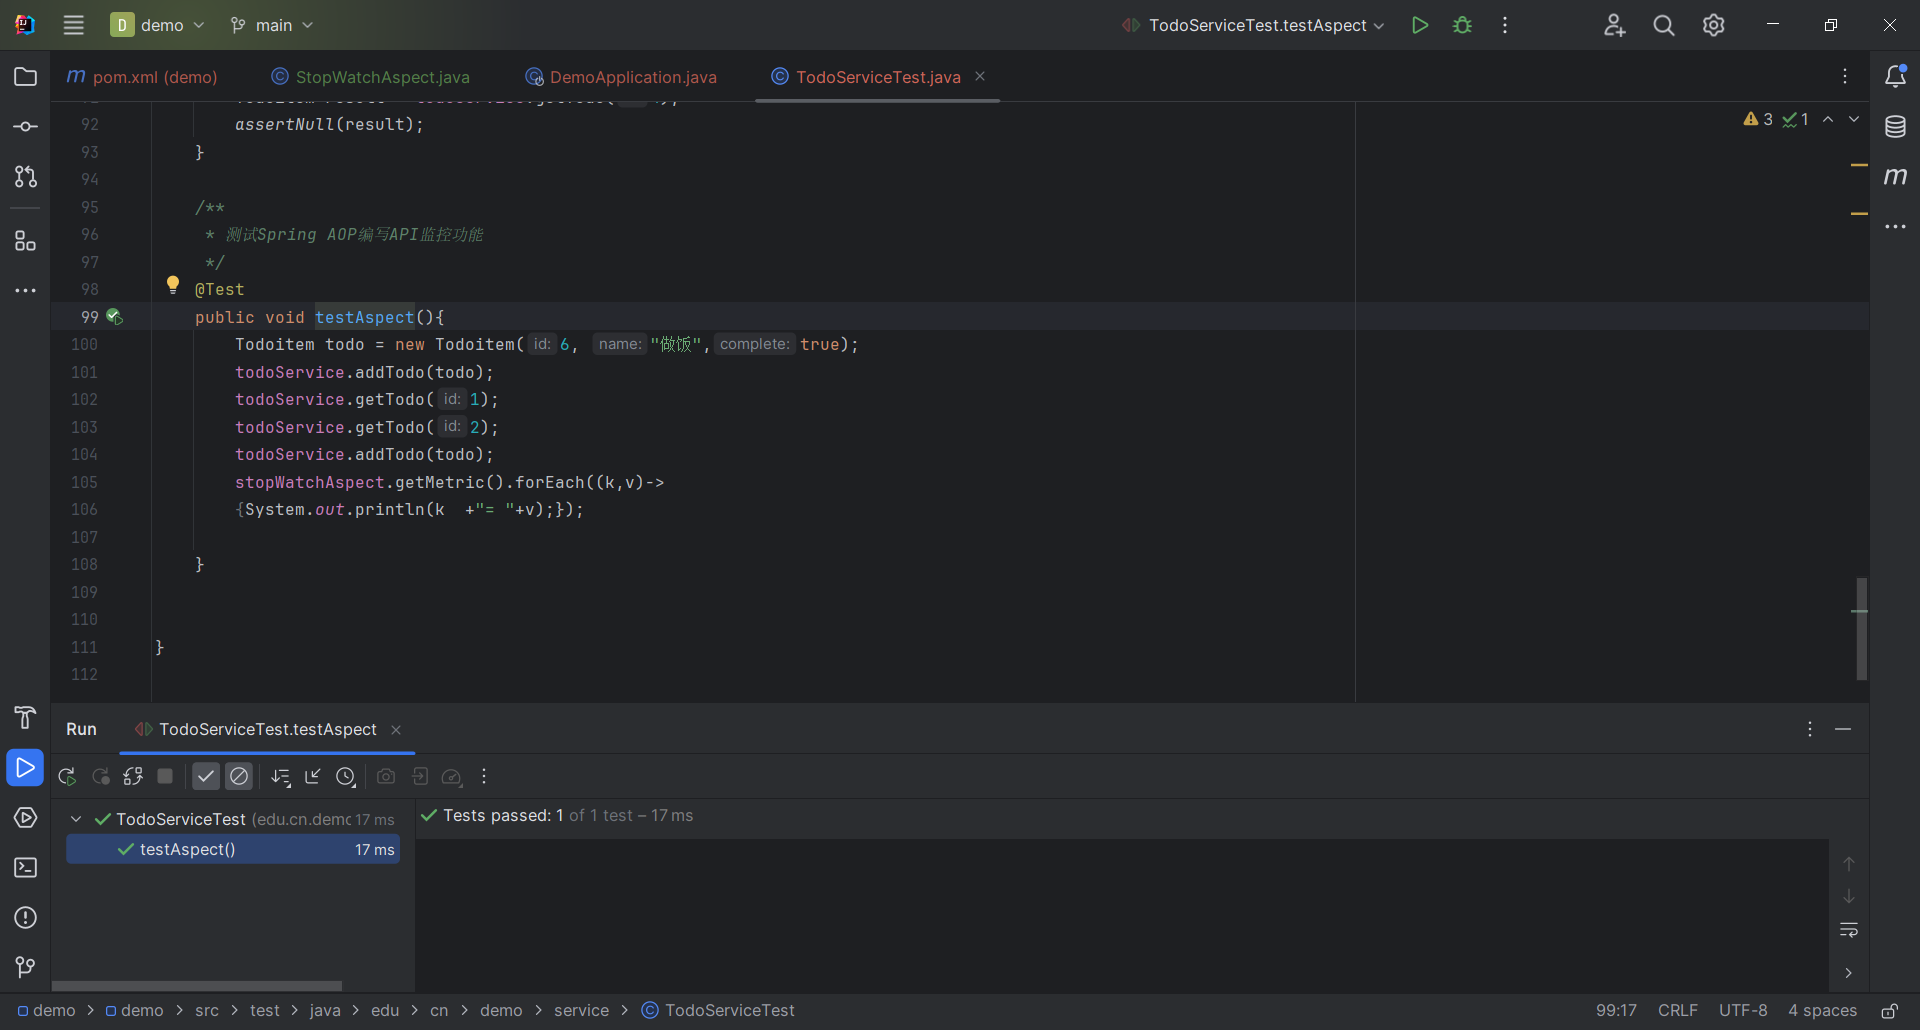 D demo main TodoServiceTest.testAspect
pom.xml (demo) StopWatchAspect.java DemoApplication.java TodoServiceTest.java
92 assertNull(result);
93 }
94
95 /**
96 * 测试Spring AOP编写API监控功能
97 */
98 @Test
99 public void testAspect(){
100 Todoitem todo = new Todoitem( id: 6, name: "做饭", complete: true);
101 todoService.addTodo(todo);
102 todoService.getTodo( id: 1);
103 todoService.getTodo( id: 2);
104 todoService.addTodo(todo);
105 stopWatchAspect.getMetric().forEach((k,v)->
106 {System.out.println(k  +"= "+v);});
107
108 }
109
110
111 }
112
3 1
Run TodoServiceTest.testAspect
TodoServiceTest (edu.cn.demo 17 ms
testAspect() 17 ms
Tests passed: 1 of 1 test – 17 ms
demo > demo > src > test > java > edu > cn > demo > service > TodoServiceTest
99:17 CRLF UTF-8 4 spaces